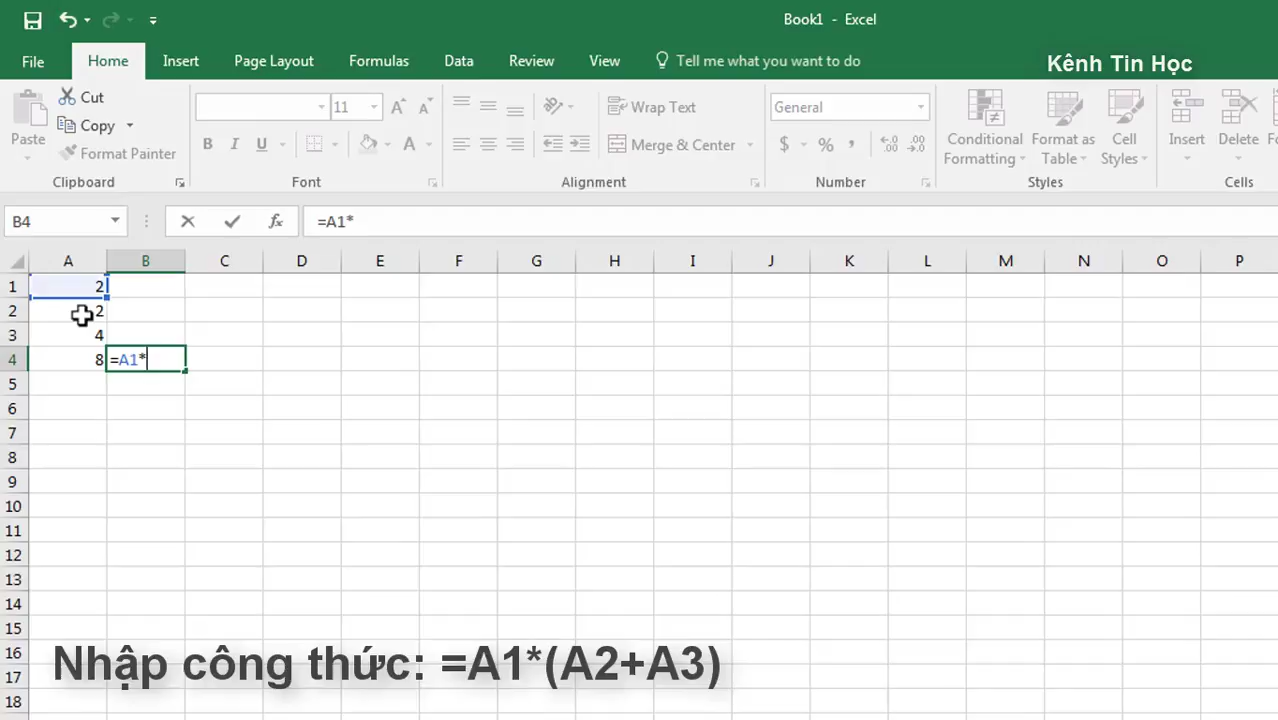 Book1 - Excel
File Home Insert Page Layout Formulas Data Review View Tell me what you want to do
Kênh Tin Học
Paste
Cut
Copy
Format Painter
Clipboard
11
B I U A
Font
Wrap Text
Merge & Center
Alignment
General
$ % ,
Number
Conditional Formatting
Format as Table
Cell Styles
Styles
Insert
Delete
Cells
B4 fx =A1*
A B C D E F G H I J K L M N O P
1 2
2 2
3 4
4 8 =A1*
5
6
7
8
9
10
11
12
13
14
15
16
17
18
Nhập công thức: =A1*(A2+A3)